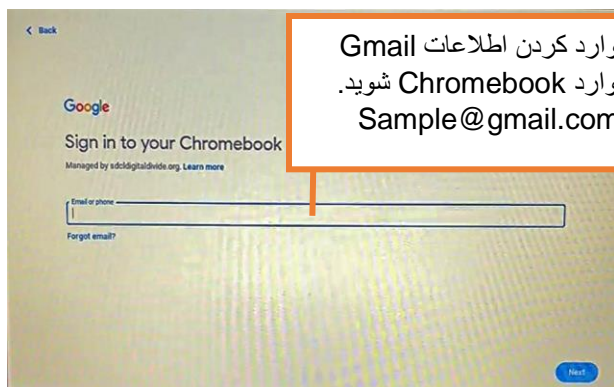 < Back
Google
Sign in to your Chromebook
Managed by sdcldigitaldivide.org. Learn more
Email or phone
Forgot email?
Next
وارد کردن اطلاعات Gmail
وارد Chromebook شوید.
Sample@gmail.com